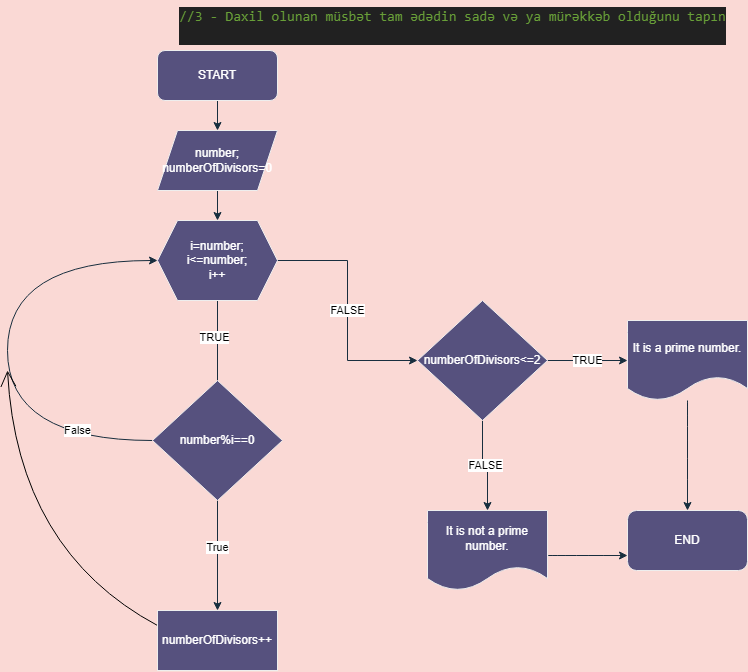 //3 - Daxil olunan müsbət tam ədədin sadə və ya mürəkkəb olduğunu tapın
START
number;
numberOfDivisors=0
i=number;
i<=number;
i++
FALSE
TRUE
numberOfDivisors<=2
TRUE
It is a prime number.
False
number%i==0
FALSE
It is not a prime
number.
END
True
numberOfDivisors++